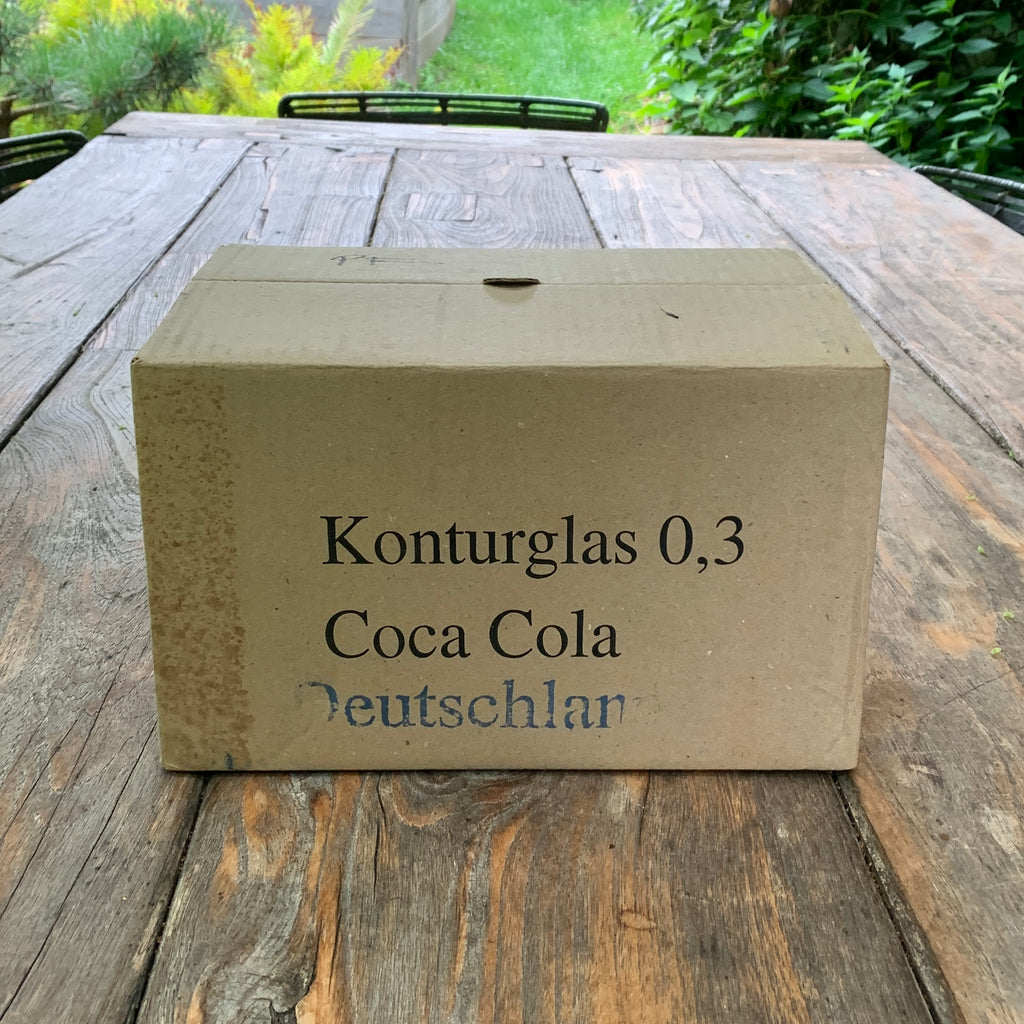 Konturglas 0,3
Coca Cola
Deutschlan